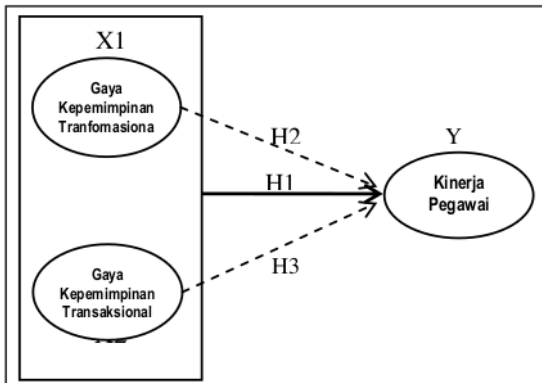 X1
Gaya
Kepemimpinan
Tranfomasiona
H2
Y
H1
Kinerja
Pegawai
Gaya
Kepemimpinan
Transaksional
H3